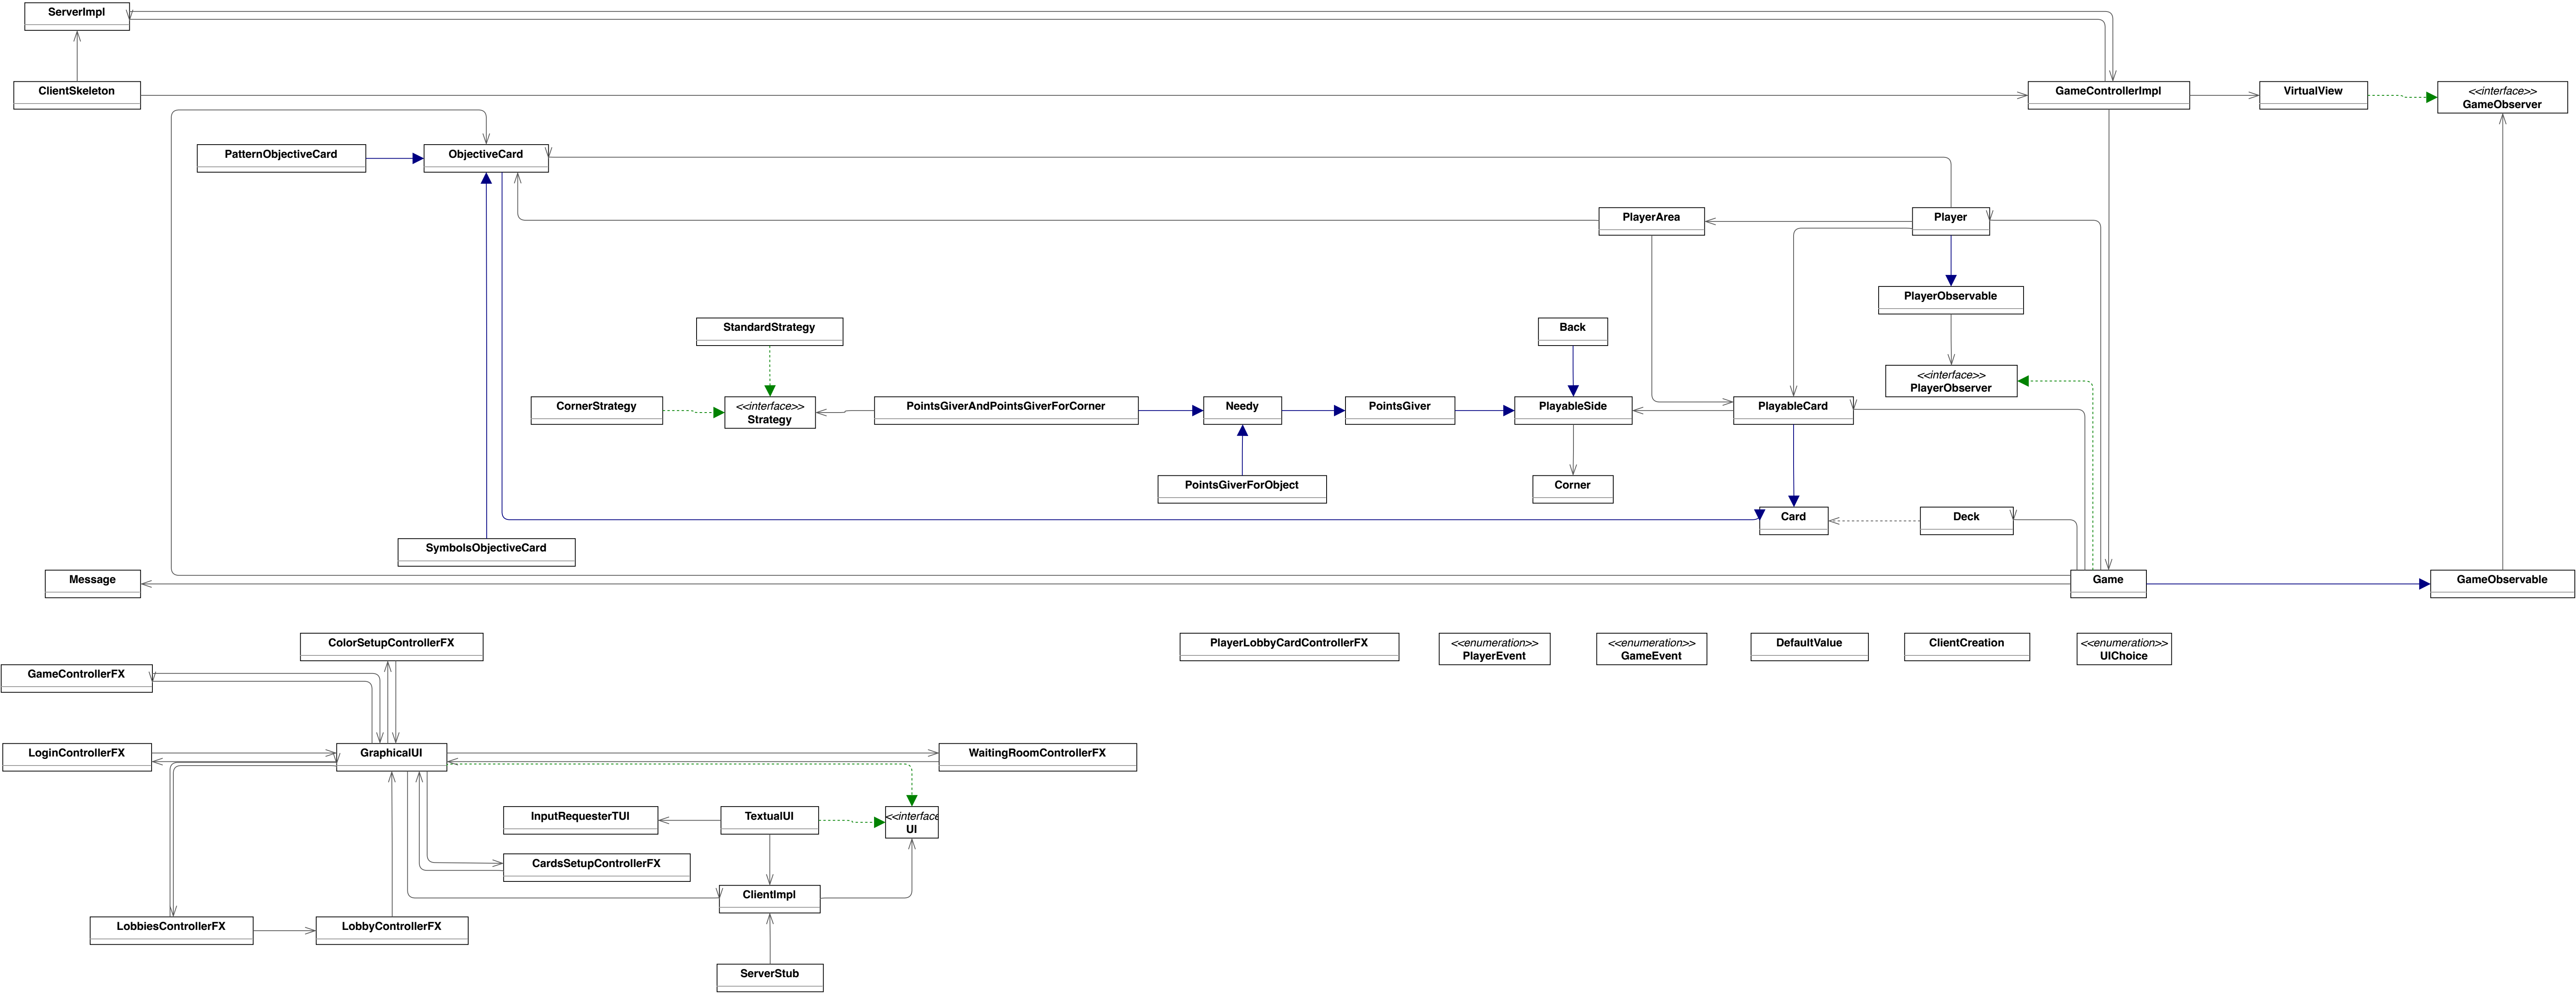 ServerImpl
ClientSkeleton
GameControllerImpl
VirtualView
<<interface>>
GameObserver
PatternObjectiveCard
ObjectiveCard
PlayerArea
Player
PlayerObservable
StandardStrategy
Back
<<interface>>
PlayerObserver
CornerStrategy
<<interface>>
Strategy
PointsGiverAndPointsGiverForCorner
Needy
PointsGiver
PlayableSide
PlayableCard
PointsGiverForObject
Corner
Card
Deck
SymbolsObjectiveCard
Message
Game
GameObservable
ColorSetupControllerFX
PlayerLobbyCardControllerFX
<<enumeration>>
PlayerEvent
<<enumeration>>
GameEvent
DefaultValue
ClientCreation
<<enumeration>>
UIChoice
GameControllerFX
LoginControllerFX
GraphicalUI
WaitingRoomControllerFX
InputRequesterTUI
TextualUI
<<interface
UI
CardsSetupControllerFX
ClientImpl
LobbiesControllerFX
LobbyControllerFX
ServerStub